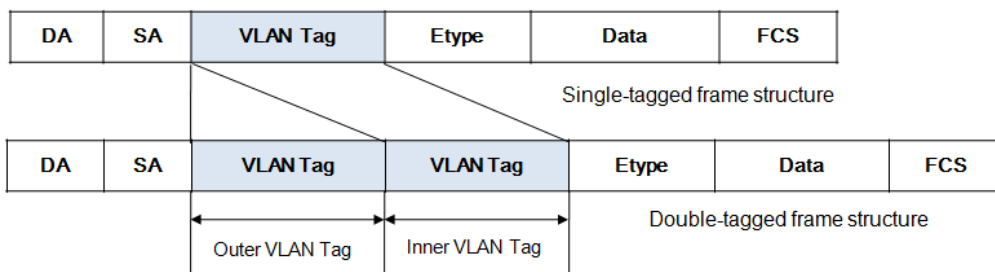 DA SA VLAN Tag Etype Data FCS
Single-tagged frame structure
DA SA VLAN Tag VLAN Tag Etype Data FCS
Double-tagged frame structure
Outer VLAN Tag Inner VLAN Tag